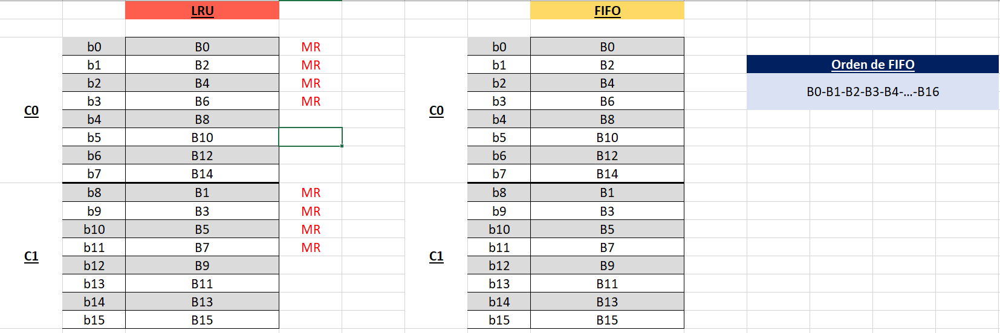 LRU FIFO
b0 B0 MR b0 B0
b1 B2 MR b1 B2 Orden de FIFO
b2 B4 MR b2 B4
B0-B1-B2-B3-B4-...-B16
b3 B6 MR b3 B6
C0 C0
b4 B8 b4 B8
b5 B10 b5 B10
b6 B12 b6 B12
b7 B14 b7 B14
b8 B1 MR b8 B1
b9 B3 MR b9 B3
b10 B5 MR b10 B5
b11 B7 MR b11 B7
C1 C1
b12 B9 b12 B9
b13 B11 b13 B11
b14 B13 b14 B13
b15 B15 b15 B15